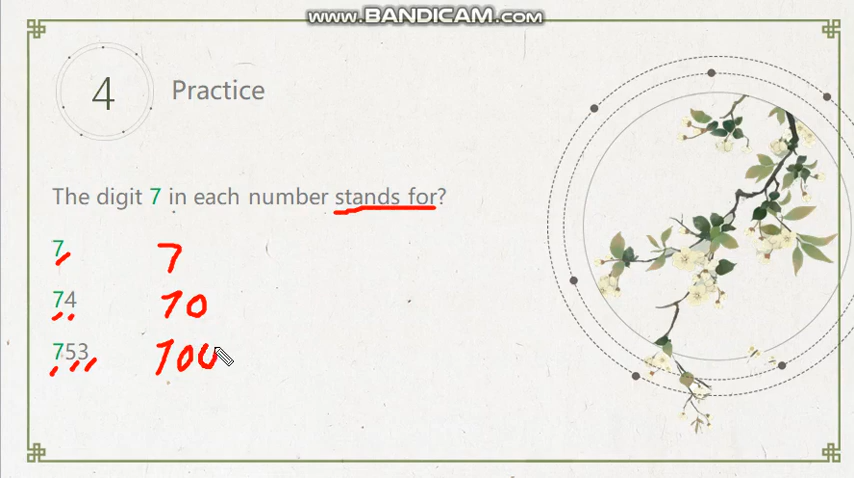 www.BANDICAM.com
4 Practice
The digit 7 in each number stands for?
7 7
74 70
753 700